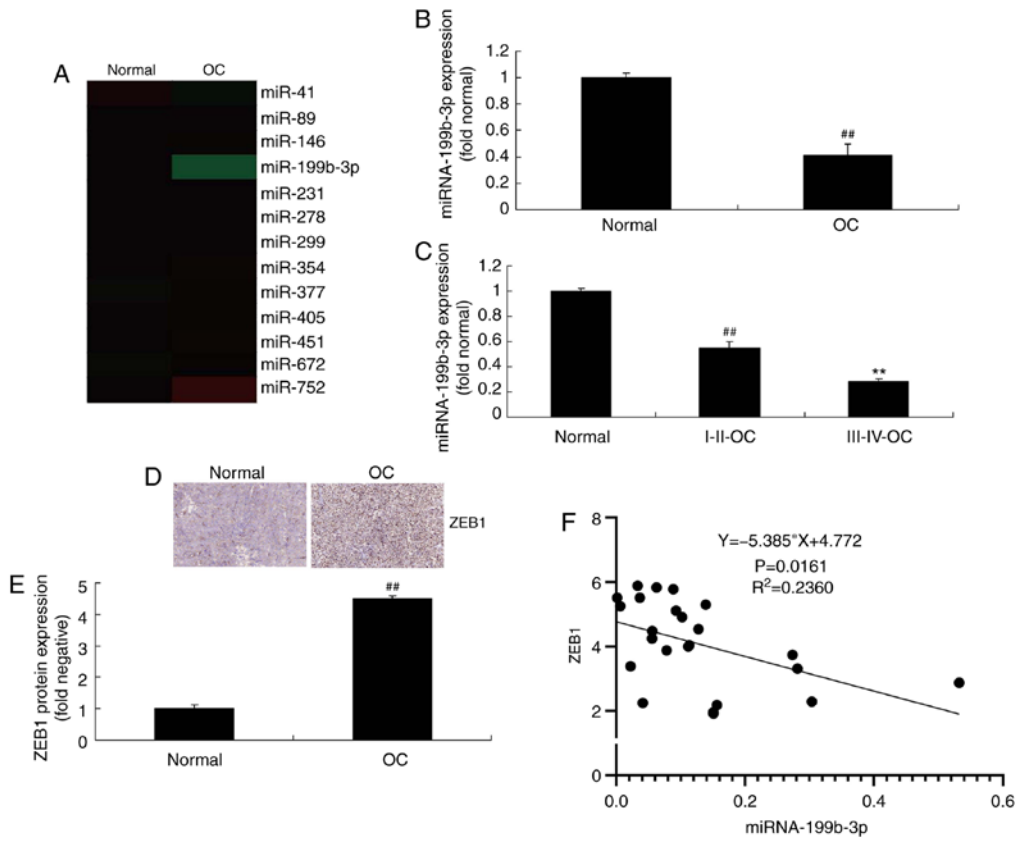 A
Normal OC
miR-41
miR-89
miR-146
miR-199b-3p
miR-231
miR-278
miR-299
miR-354
miR-377
miR-405
miR-451
miR-672
miR-752
B
miRNA-199b-3p expression
(fold normal)
1.2
1
0.8
0.6
0.4
0.2
0
##
Normal OC
C
miRNA-199b-3p expression
(fold normal)
1.2
1
0.8
0.6
0.4
0.2
0
##
**
Normal I-II-OC III-IV-OC
D
Normal OC
ZEB1
E
ZEB1 protein expression
(fold negative)
5
4
3
2
1
0
##
Normal OC
F
ZEB1
8
6
4
2
0
Y=-5.385*X+4.772
P=0.0161
R²=0.2360
0.0 0.2 0.4 0.6
miRNA-199b-3p